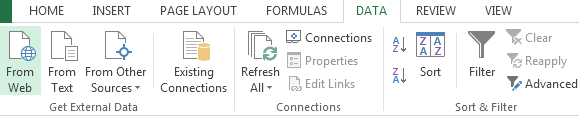 HOME INSERT PAGE LAYOUT FORMULAS DATA REVIEW VIEW
From Web
From Text
From Other Sources
Existing Connections
Get External Data
Refresh All
Connections
Properties
Edit Links
Connections
A Z
Z A
Z A
A Z
Sort
Filter
Clear
Reapply
Advanced
Sort & Filter